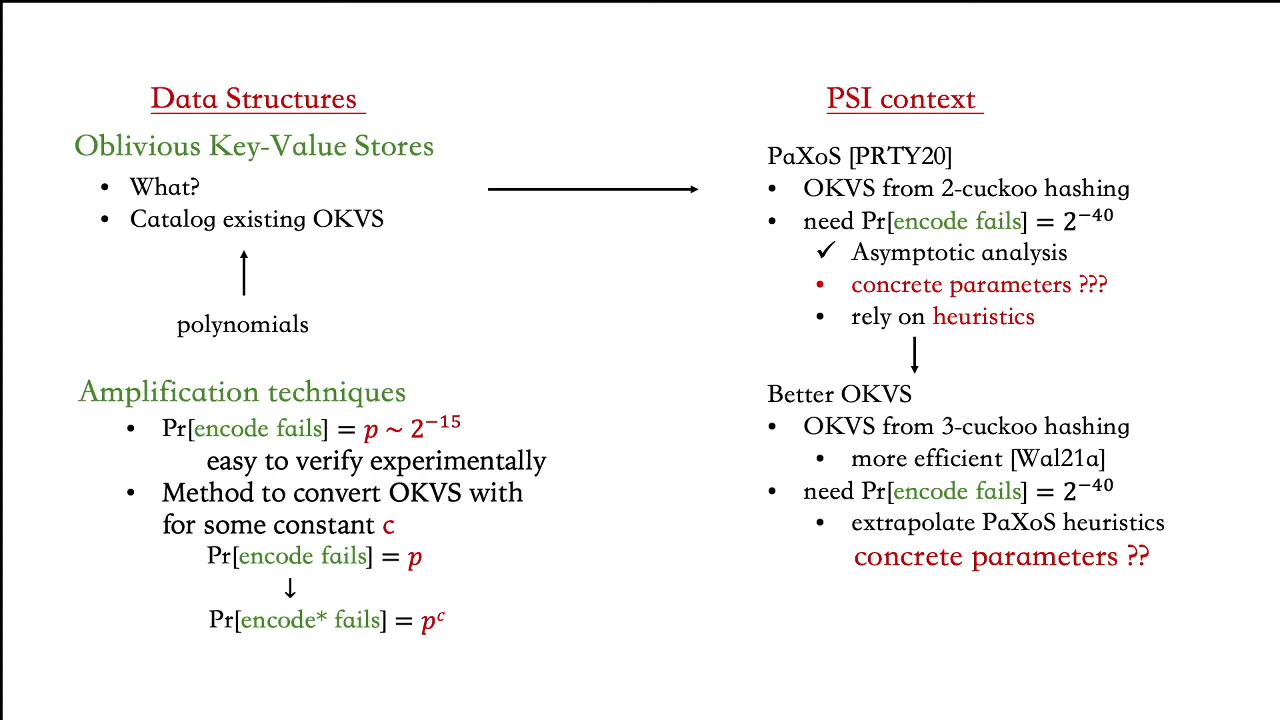 Data Structures
Oblivious Key-Value Stores
• What?
• Catalog existing OKVS
polynomials
Amplification techniques
• Pr[encode fails] = p ~ 2⁻¹⁵
easy to verify experimentally
• Method to convert OKVS with
for some constant c
Pr[encode fails] = p
↓
Pr[encode* fails] = pᶜ
PSI context
PaXoS [PRTY20]
• OKVS from 2-cuckoo hashing
• need Pr[encode fails] = 2⁻⁴⁰
✓ Asymptotic analysis
• concrete parameters ???
• rely on heuristics
Better OKVS
• OKVS from 3-cuckoo hashing
• more efficient [Wal21a]
• need Pr[encode fails] = 2⁻⁴⁰
• extrapolate PaXoS heuristics
concrete parameters ??